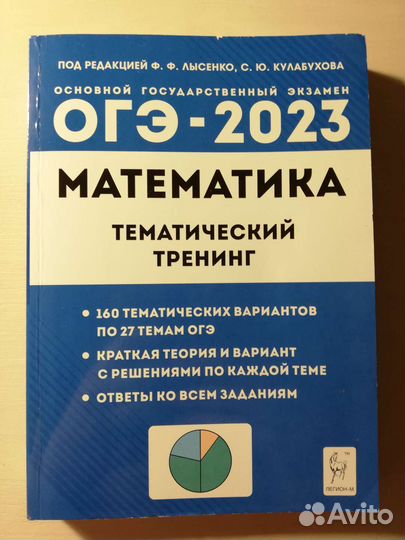 ПОД РЕДАКЦИЕЙ Ф. Ф. ЛЫСЕНКО, С. Ю. КУЛАБУХОВА
ОСНОВНОЙ ГОСУДАРСТВЕННЫЙ ЭКЗАМЕН
ОГЭ - 2023
МАТЕМАТИКА
ТЕМАТИЧЕСКИЙ
ТРЕНИНГ
• 160 ТЕМАТИЧЕСКИХ ВАРИАНТОВ
ПО 27 ТЕМАМ ОГЭ
• КРАТКАЯ ТЕОРИЯ И ВАРИАНТ
С РЕШЕНИЯМИ ПО КАЖДОЙ ТЕМЕ
• ОТВЕТЫ КО ВСЕМ ЗАДАНИЯМ
TM
ЛЕГИОН-М
Avito